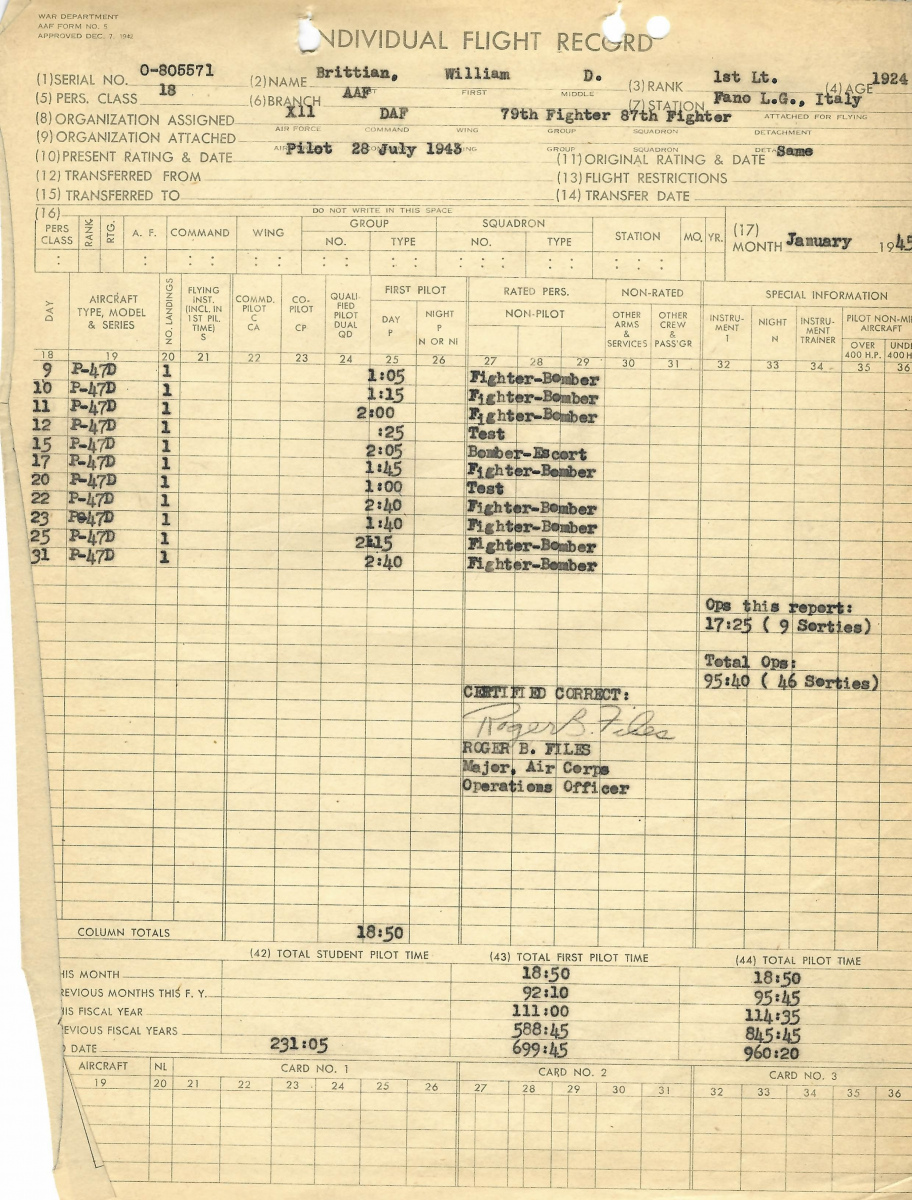 WAR DEPARTMENT
AAF FORM NO. 5
APPROVED DEC. 7, 1942
INDIVIDUAL FLIGHT RECORD
(1) SERIAL NO. O-805571 (2) NAME Brittian, William D. (3) RANK 1st Lt. (4) AGE 1924
FIRST MIDDLE
(5) PERS. CLASS 18 (6) BRANCH AAF (7) STATION Fano L.G., Italy
(8) ORGANIZATION ASSIGNED X11 DAF 79th Fighter 87th Fighter ATTACHED FOR FLYING
AIR FORCE COMMAND WING GROUP SQUADRON DETACHMENT
(9) ORGANIZATION ATTACHED
GROUP SQUADRON
(10) PRESENT RATING & DATE Pilot 28 July 1943 (11) ORIGINAL RATING & DATE Same
(12) TRANSFERRED FROM (13) FLIGHT RESTRICTIONS
(15) TRANSFERRED TO (14) TRANSFER DATE
(16) DO NOT WRITE IN THIS SPACE
PERS CLASS RANK RTG. A. F. COMMAND WING GROUP NO. TYPE SQUADRON NO. TYPE STATION MO. YR. (17) MONTH January 1945
DAY AIRCRAFT TYPE, MODEL & SERIES NO. LANDINGS FLYING INST. (INCL. IN 1ST PIL. TIME) S COMMD. PILOT C CA CO-PILOT CP QUALIFIED PILOT DUAL QD FIRST PILOT DAY P NIGHT P N OR NI RATED PERS. NON-PILOT NON-RATED OTHER ARMS & SERVICES OTHER CREW & PASS'GR SPECIAL INFORMATION INSTRUMENT I NIGHT N INSTRUMENT TRAINER PILOT NON-MI AIRCRAFT OVER 400 H.P. UNDE 400 H
18 19 20 21 22 23 24 25 26 27 28 29 30 31 32 33 34 35 36
9 P-47D 1 1:05 Fighter-Bomber
10 P-47D 1 1:15 Fighter-Bomber
11 P-47D 1 2:00 Fighter-Bomber
12 P-47D 1 :25 Test
15 P-47D 1 2:05 Bomber-Escort
17 P-47D 1 1:45 Fighter-Bomber
20 P-47D 1 1:00 Test
22 P-47D 1 2:40 Fighter-Bomber
23 P-47D 1 1:40 Fighter-Bomber
25 P-47D 1 2:15 Fighter-Bomber
31 P-47D 1 2:40 Fighter-Bomber
Ops this report:
17:25 ( 9 Sorties)
Total Ops:
95:40 ( 46 Sorties)
CERTIFIED CORRECT:
Roger B. Files
ROGER B. FILES
Major, Air Corps
Operations Officer
COLUMN TOTALS 18:50
(42) TOTAL STUDENT PILOT TIME (43) TOTAL FIRST PILOT TIME (44) TOTAL PILOT TIME
HIS MONTH 18:50 18:50
REVIOUS MONTHS THIS F. Y. 92:10 95:45
IS FISCAL YEAR 111:00 114:35
EVIOUS FISCAL YEARS 588:45 845:45
O DATE 231:05 699:45 960:20
AIRCRAFT NL CARD NO. 1 CARD NO. 2 CARD NO. 3
19 20 21 22 23 24 25 26 27 28 29 30 31 32 33 34 35 36